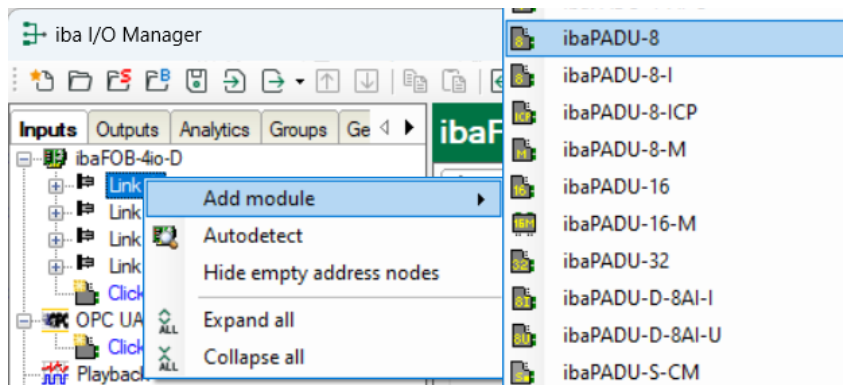 iba I/O Manager
Inputs Outputs Analytics Groups Ge
ibaFOB-4io-D
Link
Link
Link
Link
Click
OPC UA
Click
Playback
Add module
Autodetect
Hide empty address nodes
Expand all
Collapse all
ibaPADU-8
ibaPADU-8-I
ibaPADU-8-ICP
ibaPADU-8-M
ibaPADU-16
ibaPADU-16-M
ibaPADU-32
ibaPADU-D-8AI-I
ibaPADU-D-8AI-U
ibaPADU-S-CM